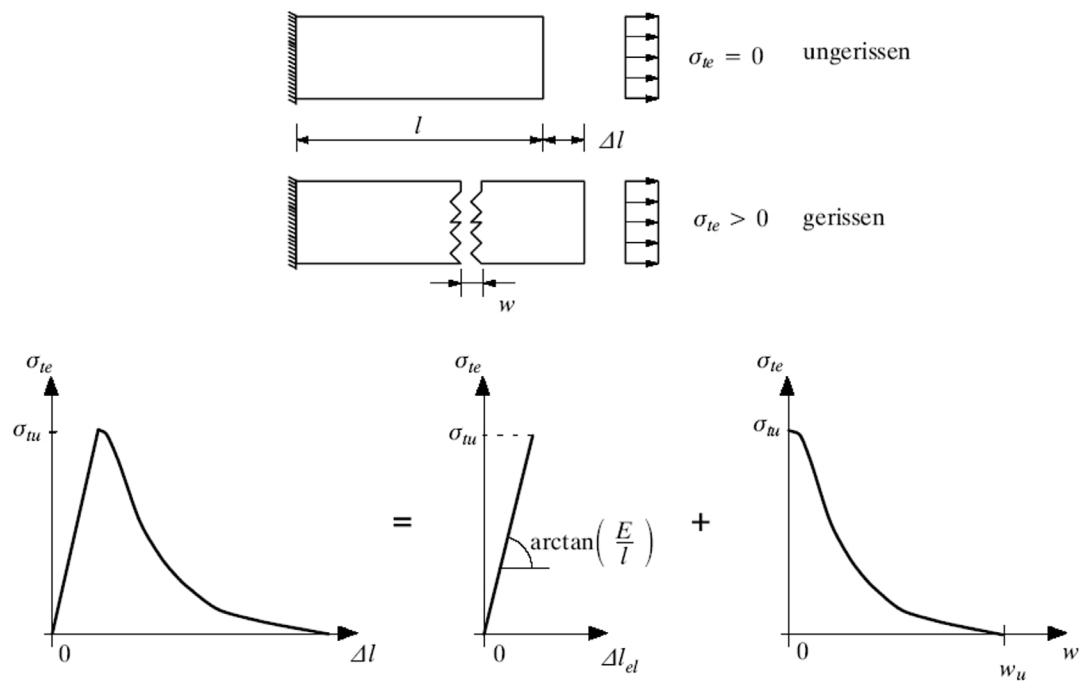 σte = 0 ungerissen
l
Δl
σte > 0 gerissen
w
σte
σtu
0
Δl
=
σte
σtu
arctan( E/l )
0
Δlel
+
σte
σtu
0
wu
w